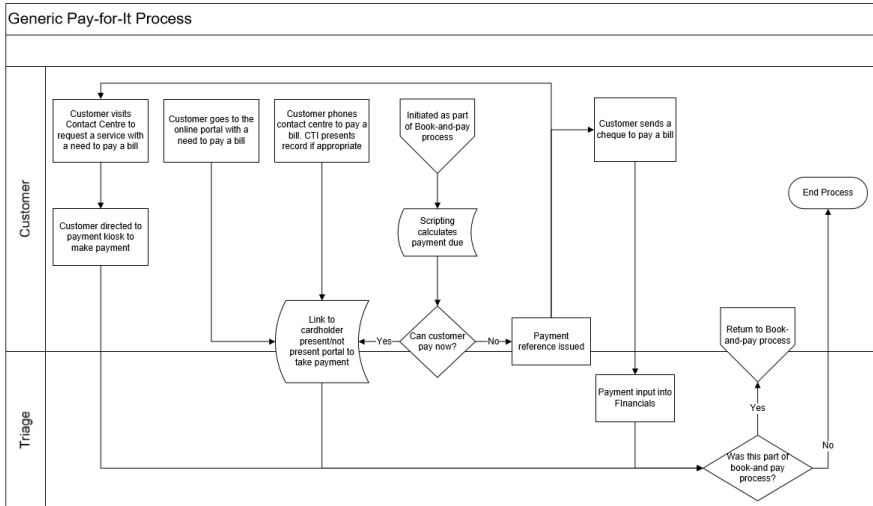 Generic Pay-for-It Process
Customer
Customer visits
Contact Centre to
request a service with
a need to pay a bill
Customer goes to the
online portal with a
need to pay a bill
Customer phones
contact centre to pay a
bill. CTI presents
record if appropriate
Initiated as part
of Book-and-pay
process
Customer sends a
cheque to pay a bill
End Process
Customer directed to
payment kiosk to
make payment
Scripting
calculates
payment due
Link to
cardholder
present/not
present portal to
take payment
Yes
Can customer
pay now?
No
Payment
reference issued
Return to Book-
and-pay process
Triage
Payment input into
FInancials
Yes
No
Was this part of
book-and pay
process?